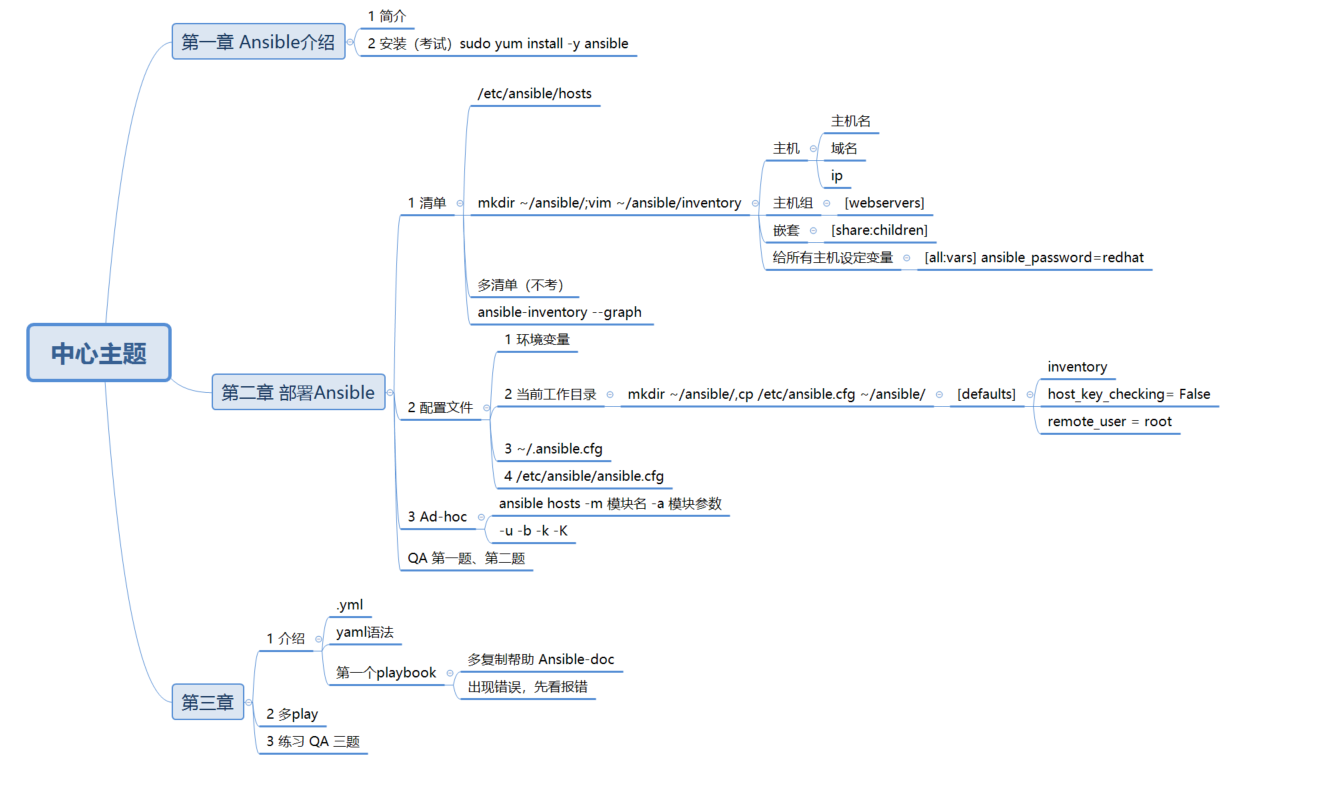 中心主题
第一章 Ansible介绍
1 简介
2 安装（考试）sudo yum install -y ansible
第二章 部署Ansible
1 清单
/etc/ansible/hosts
mkdir ~/ansible/;vim ~/ansible/inventory
主机
主机名
域名
ip
主机组
[webservers]
嵌套
[share:children]
给所有主机设定变量
[all:vars] ansible_password=redhat
多清单（不考）
ansible-inventory --graph
2 配置文件
1 环境变量
2 当前工作目录
mkdir ~/ansible/,cp /etc/ansible.cfg ~/ansible/
[defaults]
inventory
host_key_checking= False
remote_user = root
3 ~/.ansible.cfg
4 /etc/ansible/ansible.cfg
3 Ad-hoc
ansible hosts -m 模块名 -a 模块参数
-u -b -k -K
QA 第一题、第二题
第三章
1 介绍
.yml
yaml语法
第一个playbook
多复制帮助 Ansible-doc
出现错误，先看报错
2 多play
3 练习 QA 三题